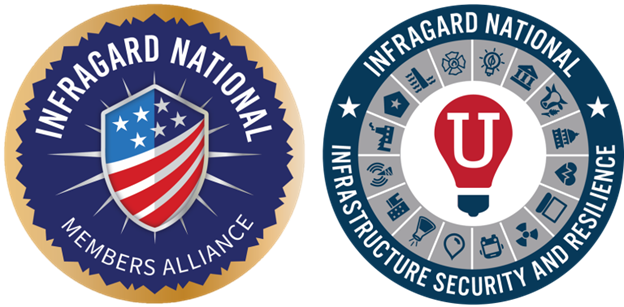 INFRAGARD NATIONAL
MEMBERS ALLIANCE
INFRAGARD NATIONAL
U
INFRASTRUCTURE SECURITY AND RESILIENCE